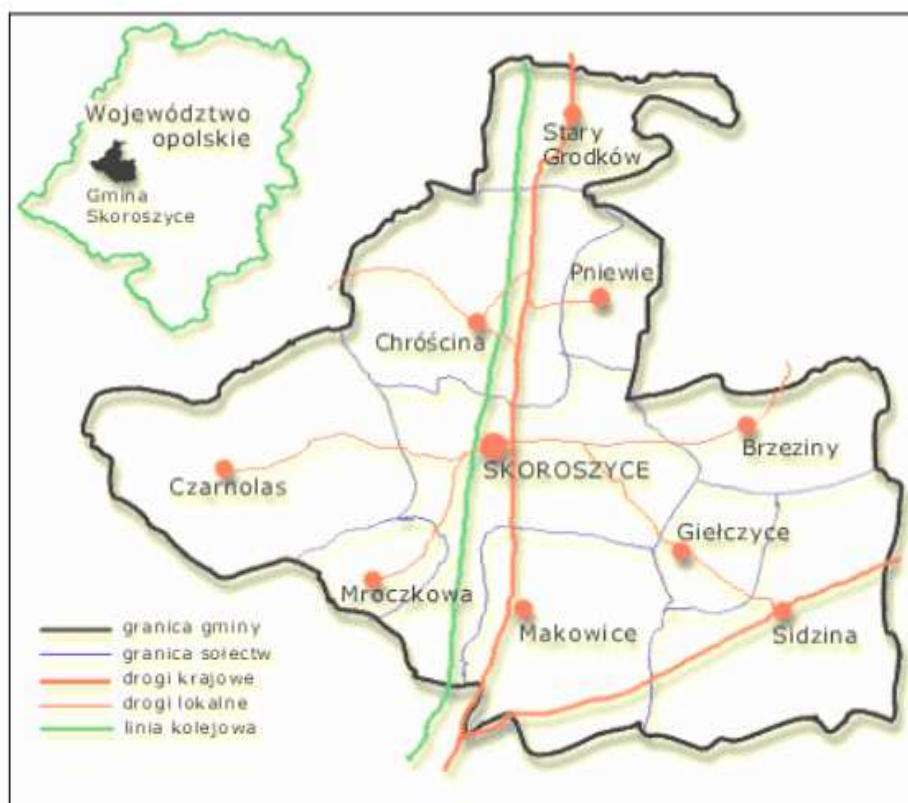 Województwo
opolskie
Gmina
Skoroszyce
Stary
Grodków
Pniewie
Chróścina
Brzeziny
SKOROSZYCE
Czarnolas
Giełczyce
Mroczkowa
Makowice
Sidzina
granica gminy
granica sołectw
drogi krajowe
drogi lokalne
linia kolejowa